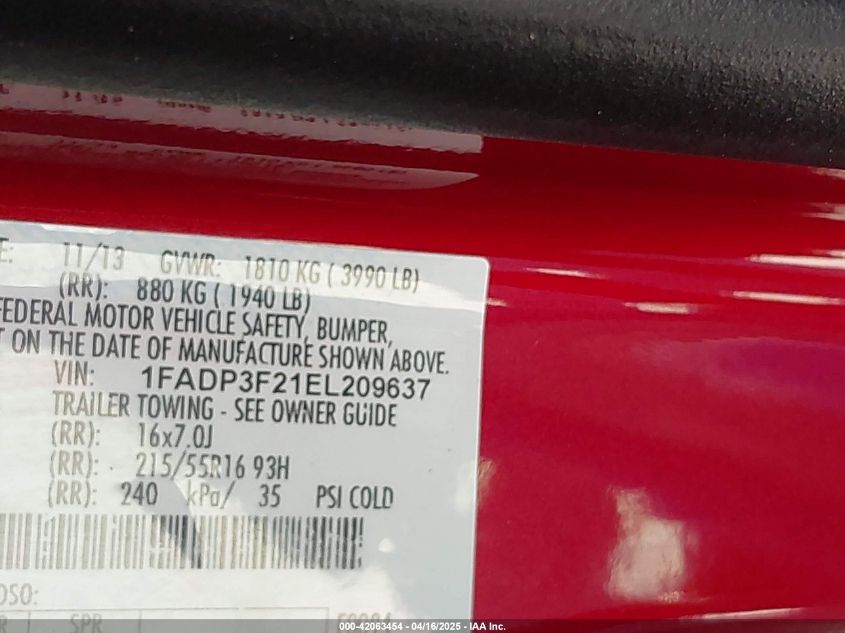 E: 11/13 GVWR: 1810 KG ( 3990 LB)
(RR): 880 KG ( 1940 LB)
FEDERAL MOTOR VEHICLE SAFETY, BUMPER,
T ON THE DATE OF MANUFACTURE SHOWN ABOVE.
VIN: 1FADP3F21EL209637
TRAILER TOWING - SEE OWNER GUIDE
(RR): 16x7.0J
(RR): 215/55R16 93H
(RR): 240 kPa/ 35 PSI COLD
OSO:
R SPR
000-42063454 - 04/16/2025 - IAA Inc.